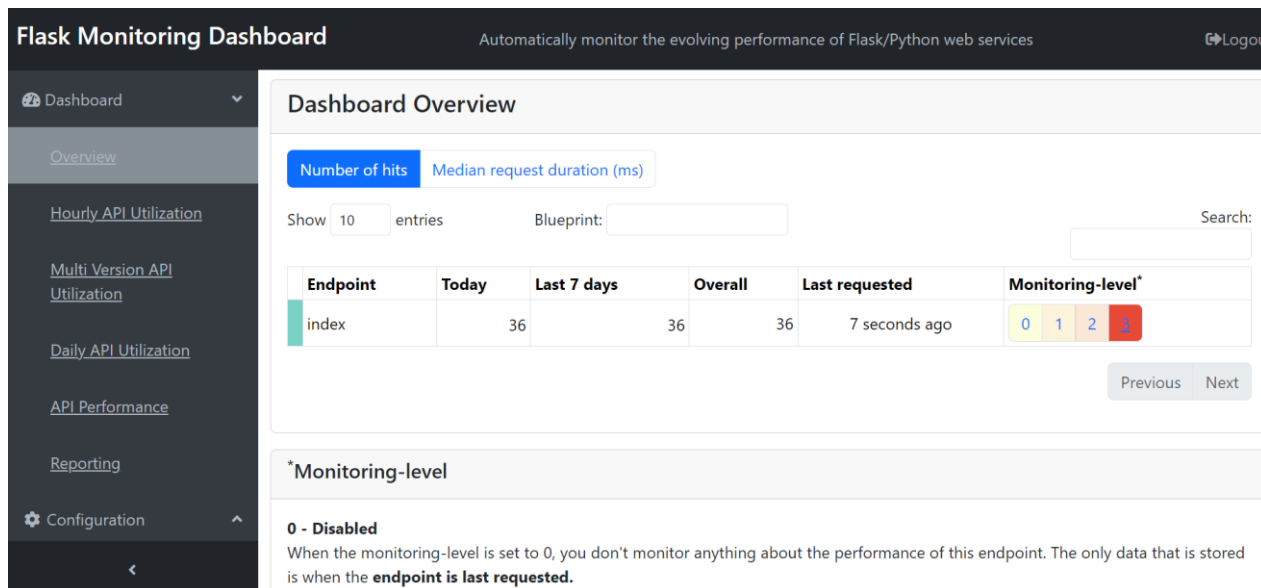 Flask Monitoring Dashboard
Automatically monitor the evolving performance of Flask/Python web services
Logou
Dashboard
Overview
Hourly API Utilization
Multi Version API
Utilization
Daily API Utilization
API Performance
Reporting
Configuration
Dashboard Overview
Number of hits Median request duration (ms)
Show 10 entries Blueprint: Search:
Endpoint Today Last 7 days Overall Last requested Monitoring-level*
index 36 36 36 7 seconds ago 0 1 2 3
Previous Next
*Monitoring-level
0 - Disabled
When the monitoring-level is set to 0, you don't monitor anything about the performance of this endpoint. The only data that is stored
is when the endpoint is last requested.